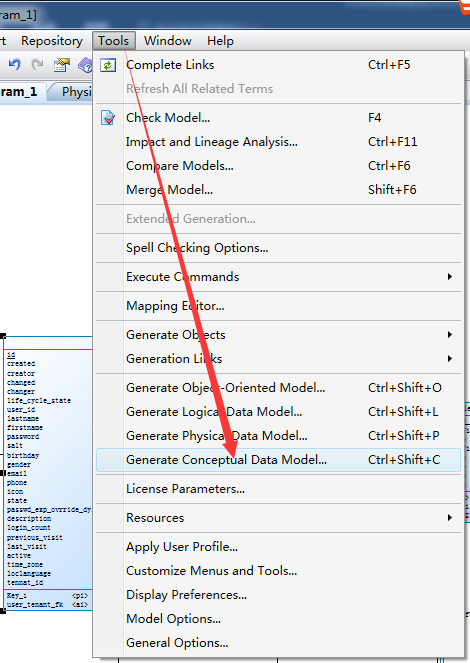 ram_1]
rt Repository Tools Window Help
ram_1 Physi
Complete Links Ctrl+F5
Refresh All Related Terms
Check Model... F4
Impact and Lineage Analysis... Ctrl+F11
Compare Models... Ctrl+F6
Merge Model... Shift+F6
Extended Generation...
Spell Checking Options...
Execute Commands
Mapping Editor...
Generate Objects
Generation Links
Generate Object-Oriented Model... Ctrl+Shift+O
Generate Logical Data Model... Ctrl+Shift+L
Generate Physical Data Model... Ctrl+Shift+P
Generate Conceptual Data Model... Ctrl+Shift+C
License Parameters...
Resources
Apply User Profile...
Customize Menus and Tools...
Display Preferences...
Model Options...
General Options...
id
created
creator
changed
changer
life_cycle_state
user_id
lastname
firstname
password
salt
birthday
gender
email
phone
icon
state
passwd_exp_ovrride_dy
description
login_count
previous_visit
last_visit
active
time_zone
loclanguage
tennat_id
Key_1 <pi>
user_tenant_fk <ai>